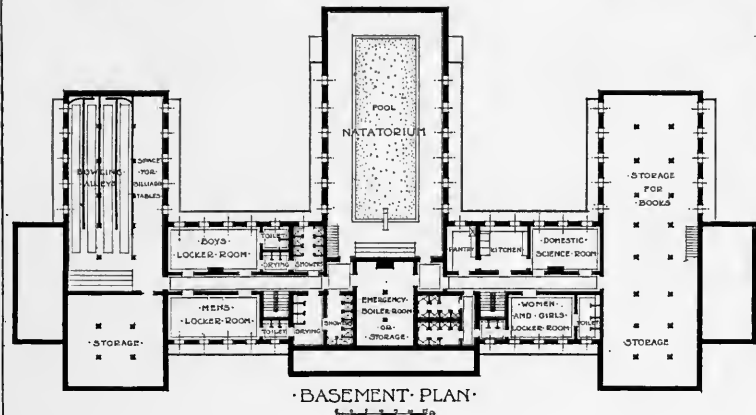 POOL
NATATORIUM
BOWLING
ALLEYS
SPACE
·FOR·
BILLIARD
TABLES
·STORAGE
FOR
BOOKS·
·BOYS·
LOCKER·ROOM·
TOILET
DRYING
SHOWERS
PANTRY
KITCHEN
·DOMESTIC·
SCIENCE·ROOM
·MENS·
LOCKER·ROOM·
TOILET
DRYING
SHOWERS
EMERGENCY
BOILER·ROOM
·OR·
STORAGE·
·WOMEN·
AND·GIRLS·
LOCKER·ROOM·
TOILET
·STORAGE·
STORAGE
·BASEMENT·PLAN·